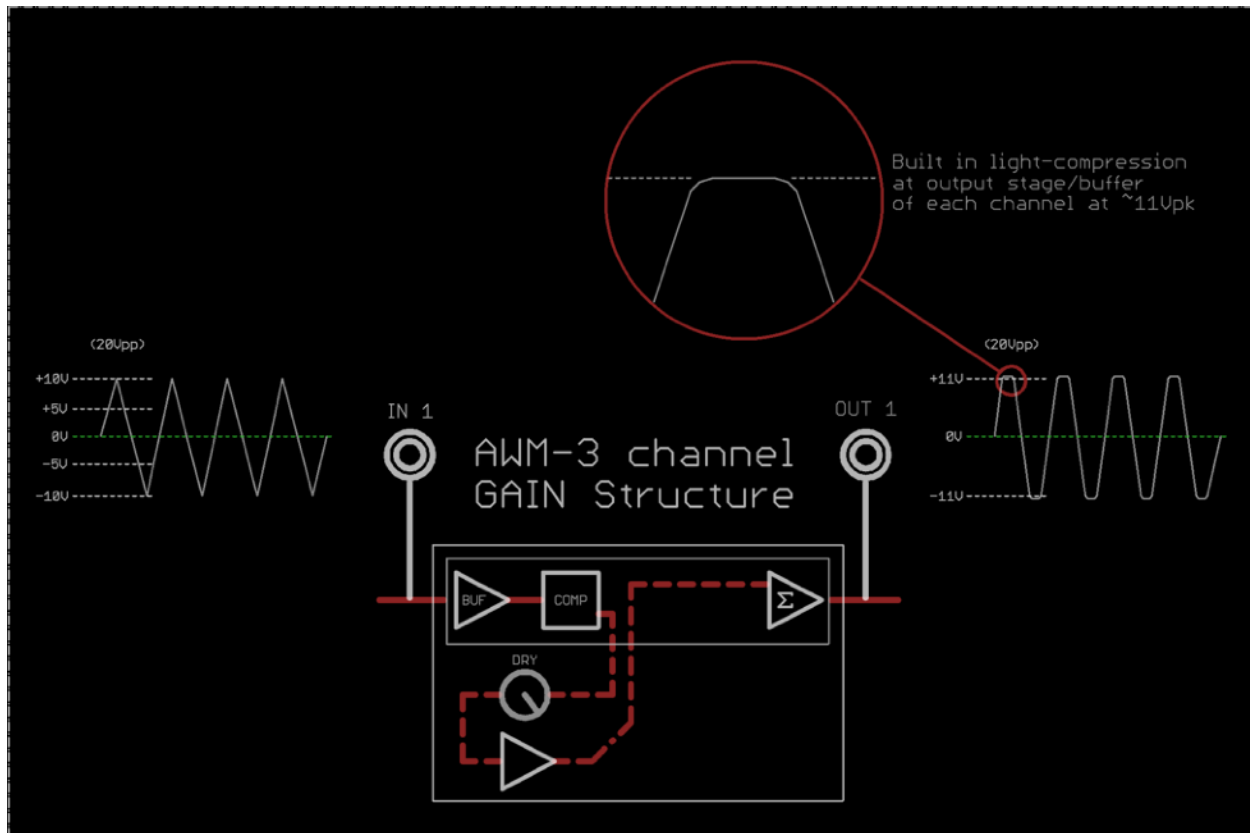 Built in light-compression
at output stage/buffer
of each channel at ~11Vpk
(20Vpp)
+10V
+5V
0V
-5V
-10V
(20Vpp)
+11V
0V
-11V
IN 1
OUT 1
AWM-3 channel
GAIN Structure
BUF
COMP
Σ
DRY